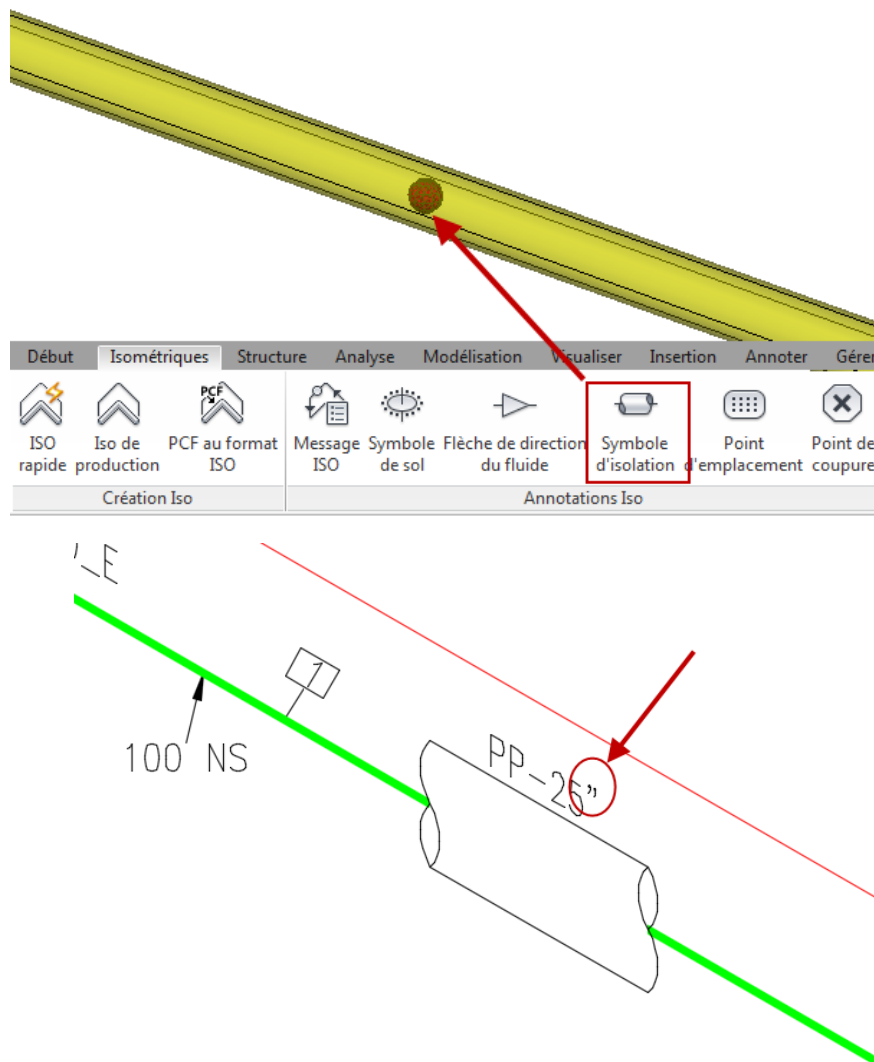 Début Isométriques Structure Analyse Modélisation Visualiser Insertion Annoter Gérer
PCF
ISO rapide
Iso de production
PCF au format ISO
Message ISO
Symbole de sol
Flèche de direction du fluide
Symbole d'isolation
Point d'emplacement
Point de coupure
Création Iso
Annotations Iso
_E
1
100 NS
PP-25"